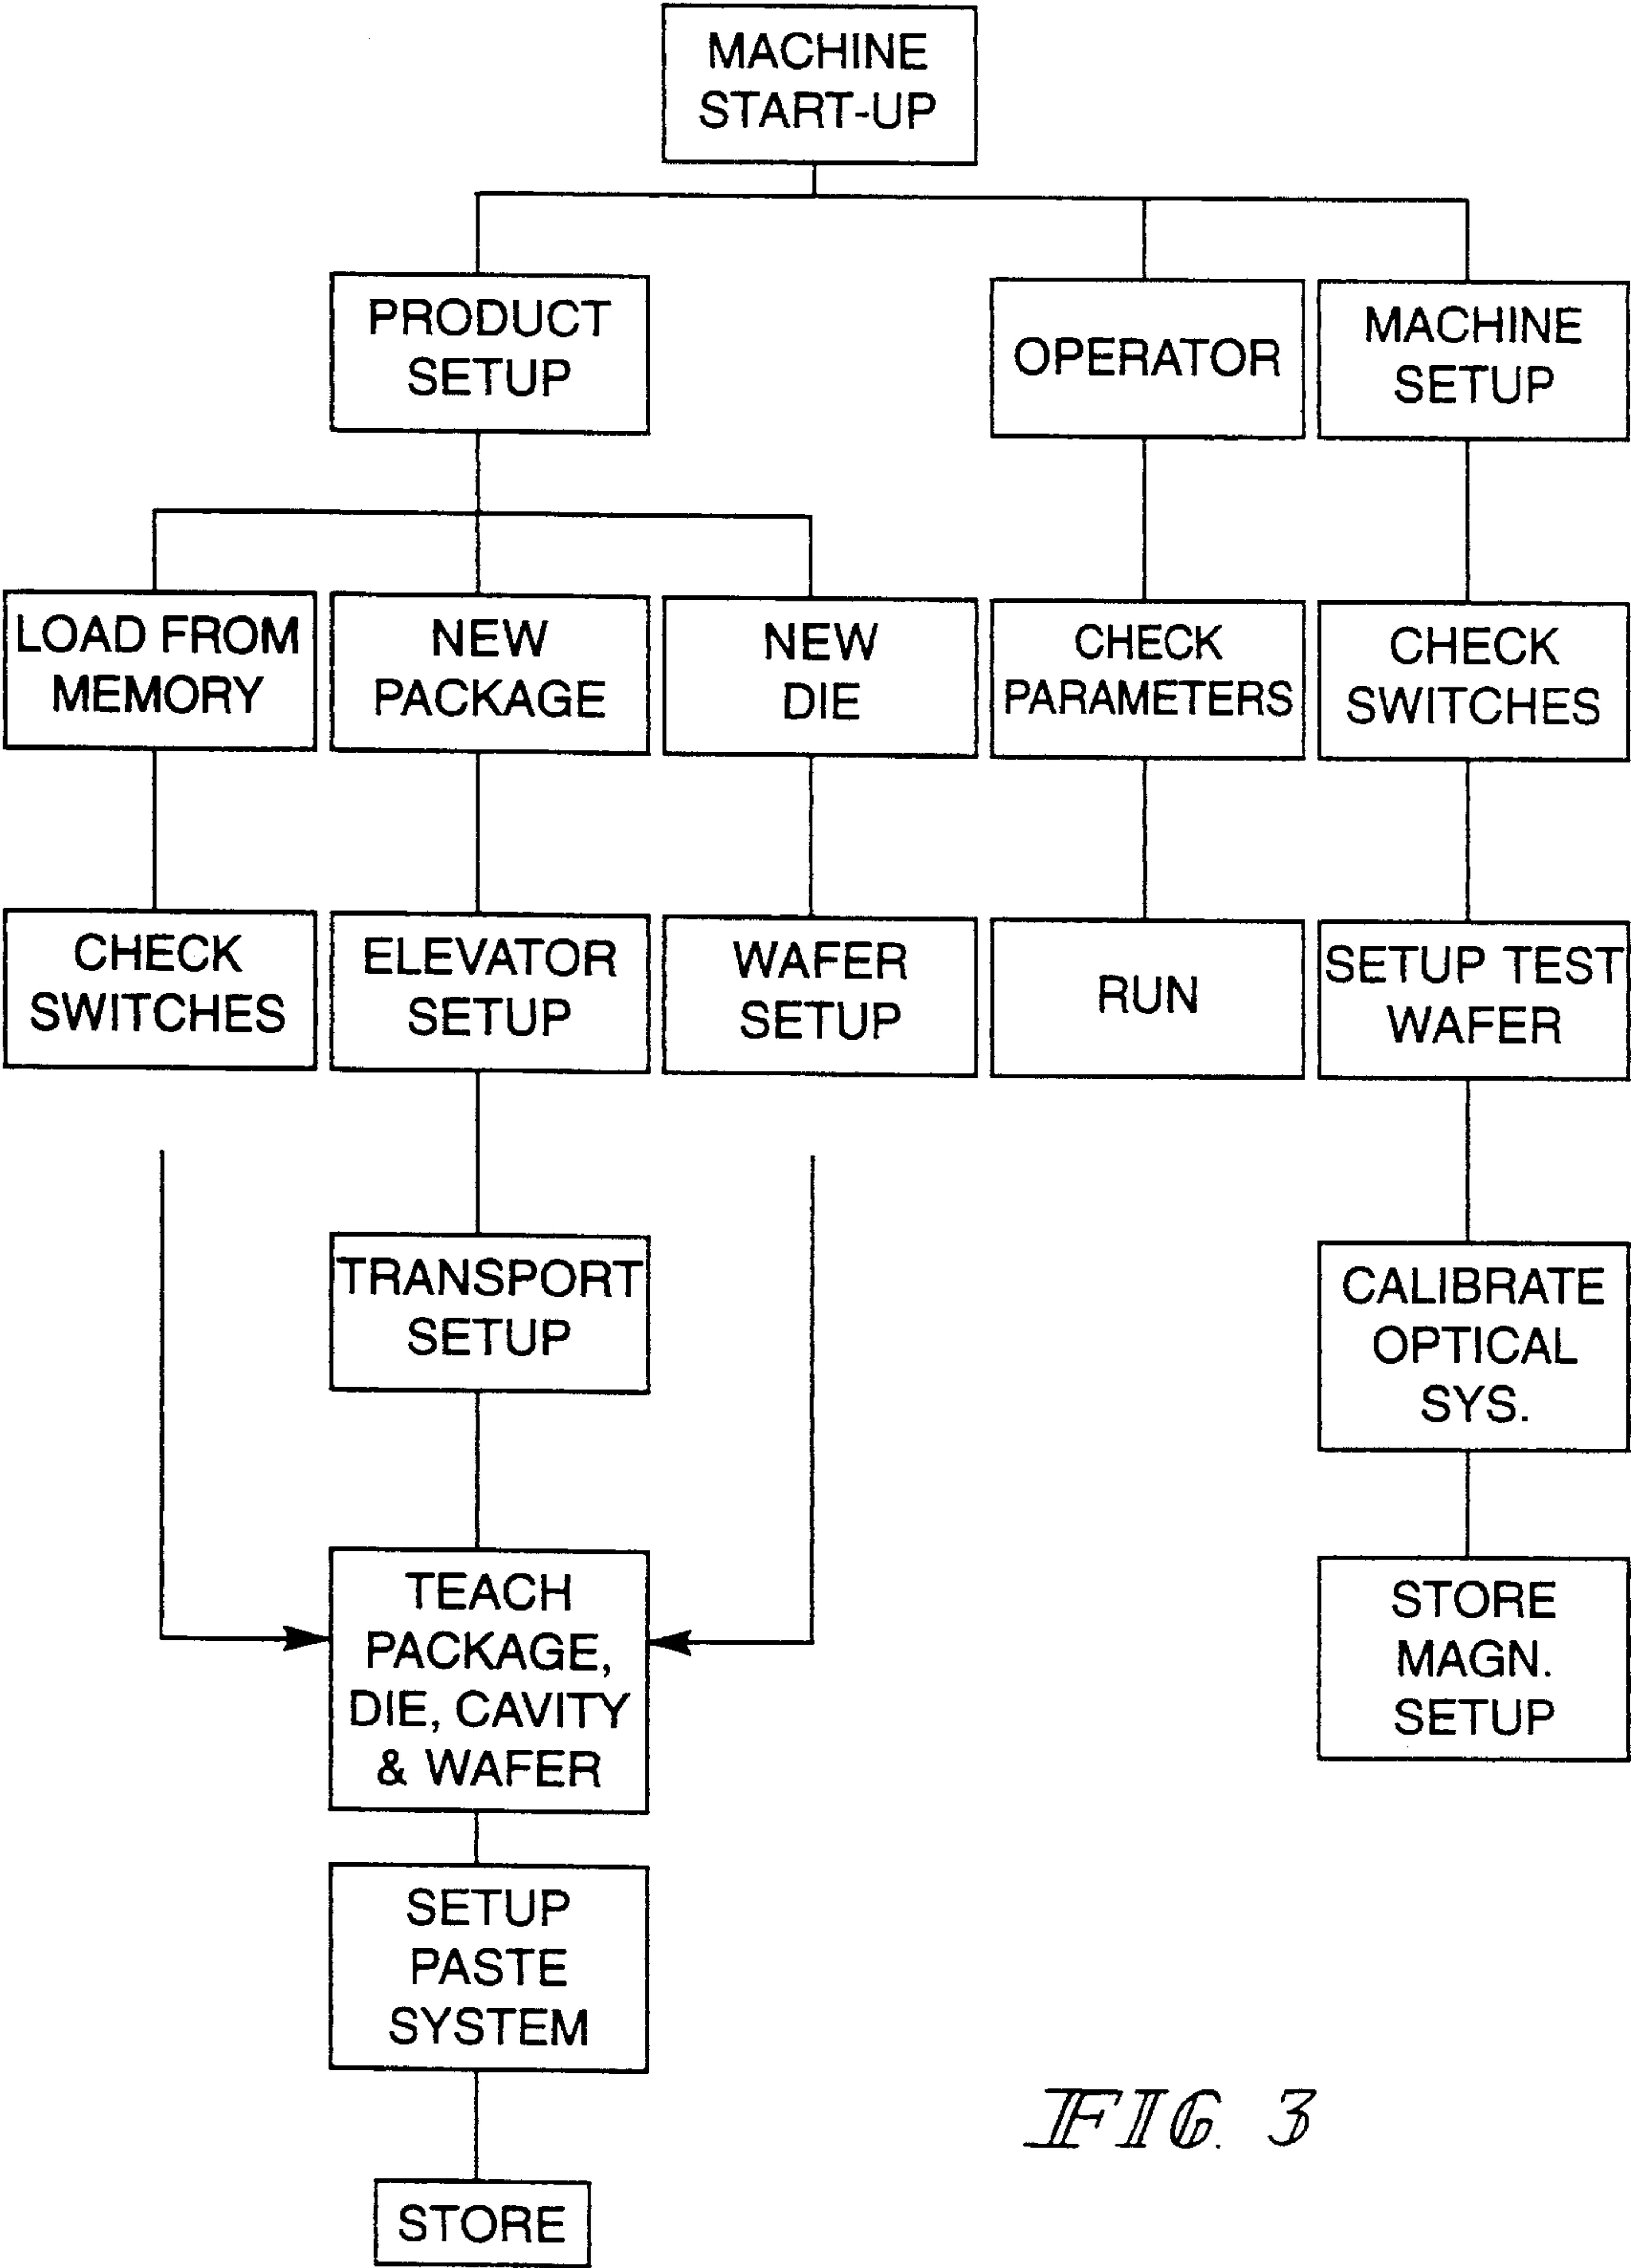 MACHINE
START-UP
PRODUCT
SETUP
OPERATOR
MACHINE
SETUP
LOAD FROM
MEMORY
NEW
PACKAGE
NEW
DIE
CHECK
PARAMETERS
CHECK
SWITCHES
CHECK
SWITCHES
ELEVATOR
SETUP
WAFER
SETUP
RUN
SETUP TEST
WAFER
TRANSPORT
SETUP
CALIBRATE
OPTICAL
SYS.
TEACH
PACKAGE,
DIE, CAVITY
& WAFER
STORE
MAGN.
SETUP
SETUP
PASTE
SYSTEM
STORE
FIG. 3